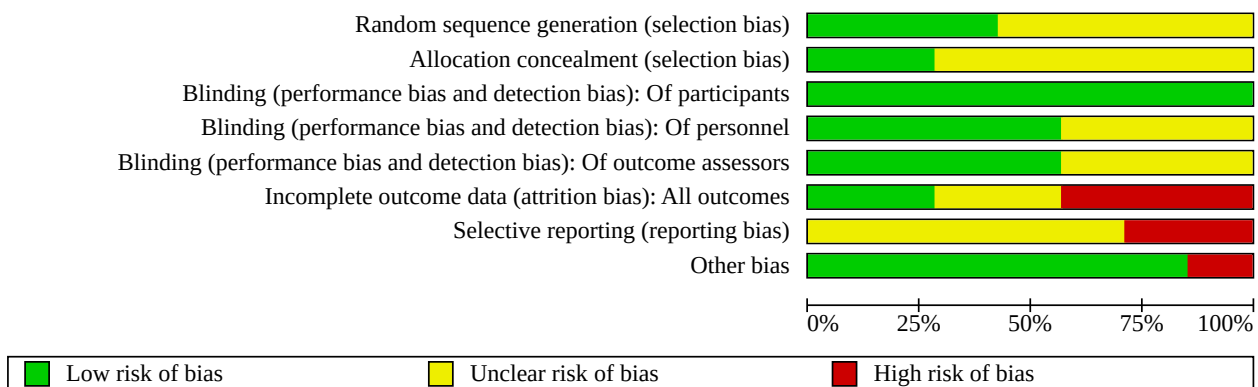 Random sequence generation (selection bias)
Allocation concealment (selection bias)
Blinding (performance bias and detection bias): Of participants
Blinding (performance bias and detection bias): Of personnel
Blinding (performance bias and detection bias): Of outcome assessors
Incomplete outcome data (attrition bias): All outcomes
Selective reporting (reporting bias)
Other bias
0% 25% 50% 75% 100%
Low risk of bias Unclear risk of bias High risk of bias